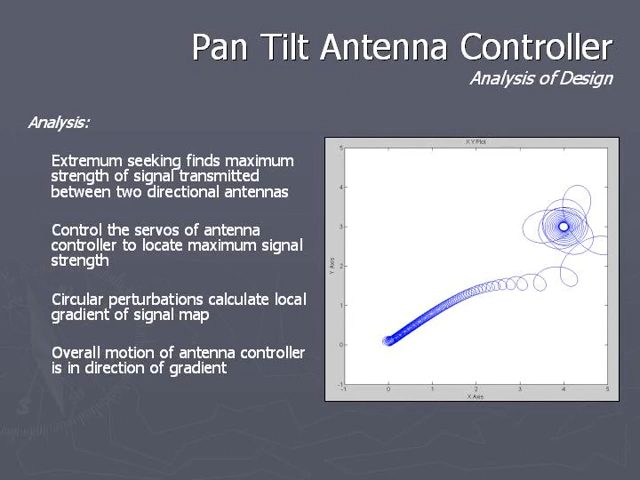 Pan Tilt Antenna Controller
Analysis of Design
Analysis:
Extremum seeking finds maximum
strength of signal transmitted
between two directional antennas
Control the servos of antenna
controller to locate maximum signal
strength
Circular perturbations calculate local
gradient of signal map
Overall motion of antenna controller
is in direction of gradient
X Y Plot
5
4
3
2
1
0
-1
Y Axis
-1 0 1 2 3 4 5
X Axis